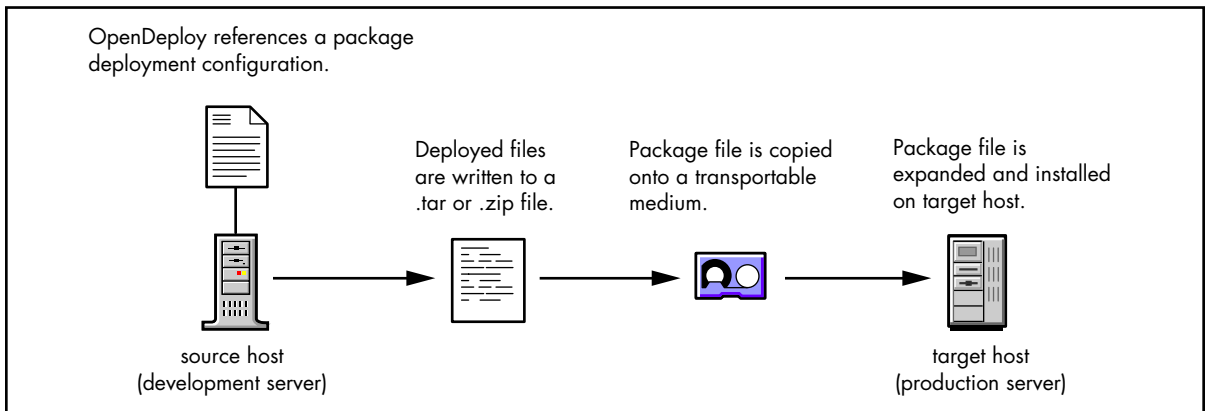 OpenDeploy references a package
deployment configuration.
Deployed files
are written to a
.tar or .zip file.
Package file is copied
onto a transportable
medium.
Package file is
expanded and installed
on target host.
source host
(development server)
target host
(production server)